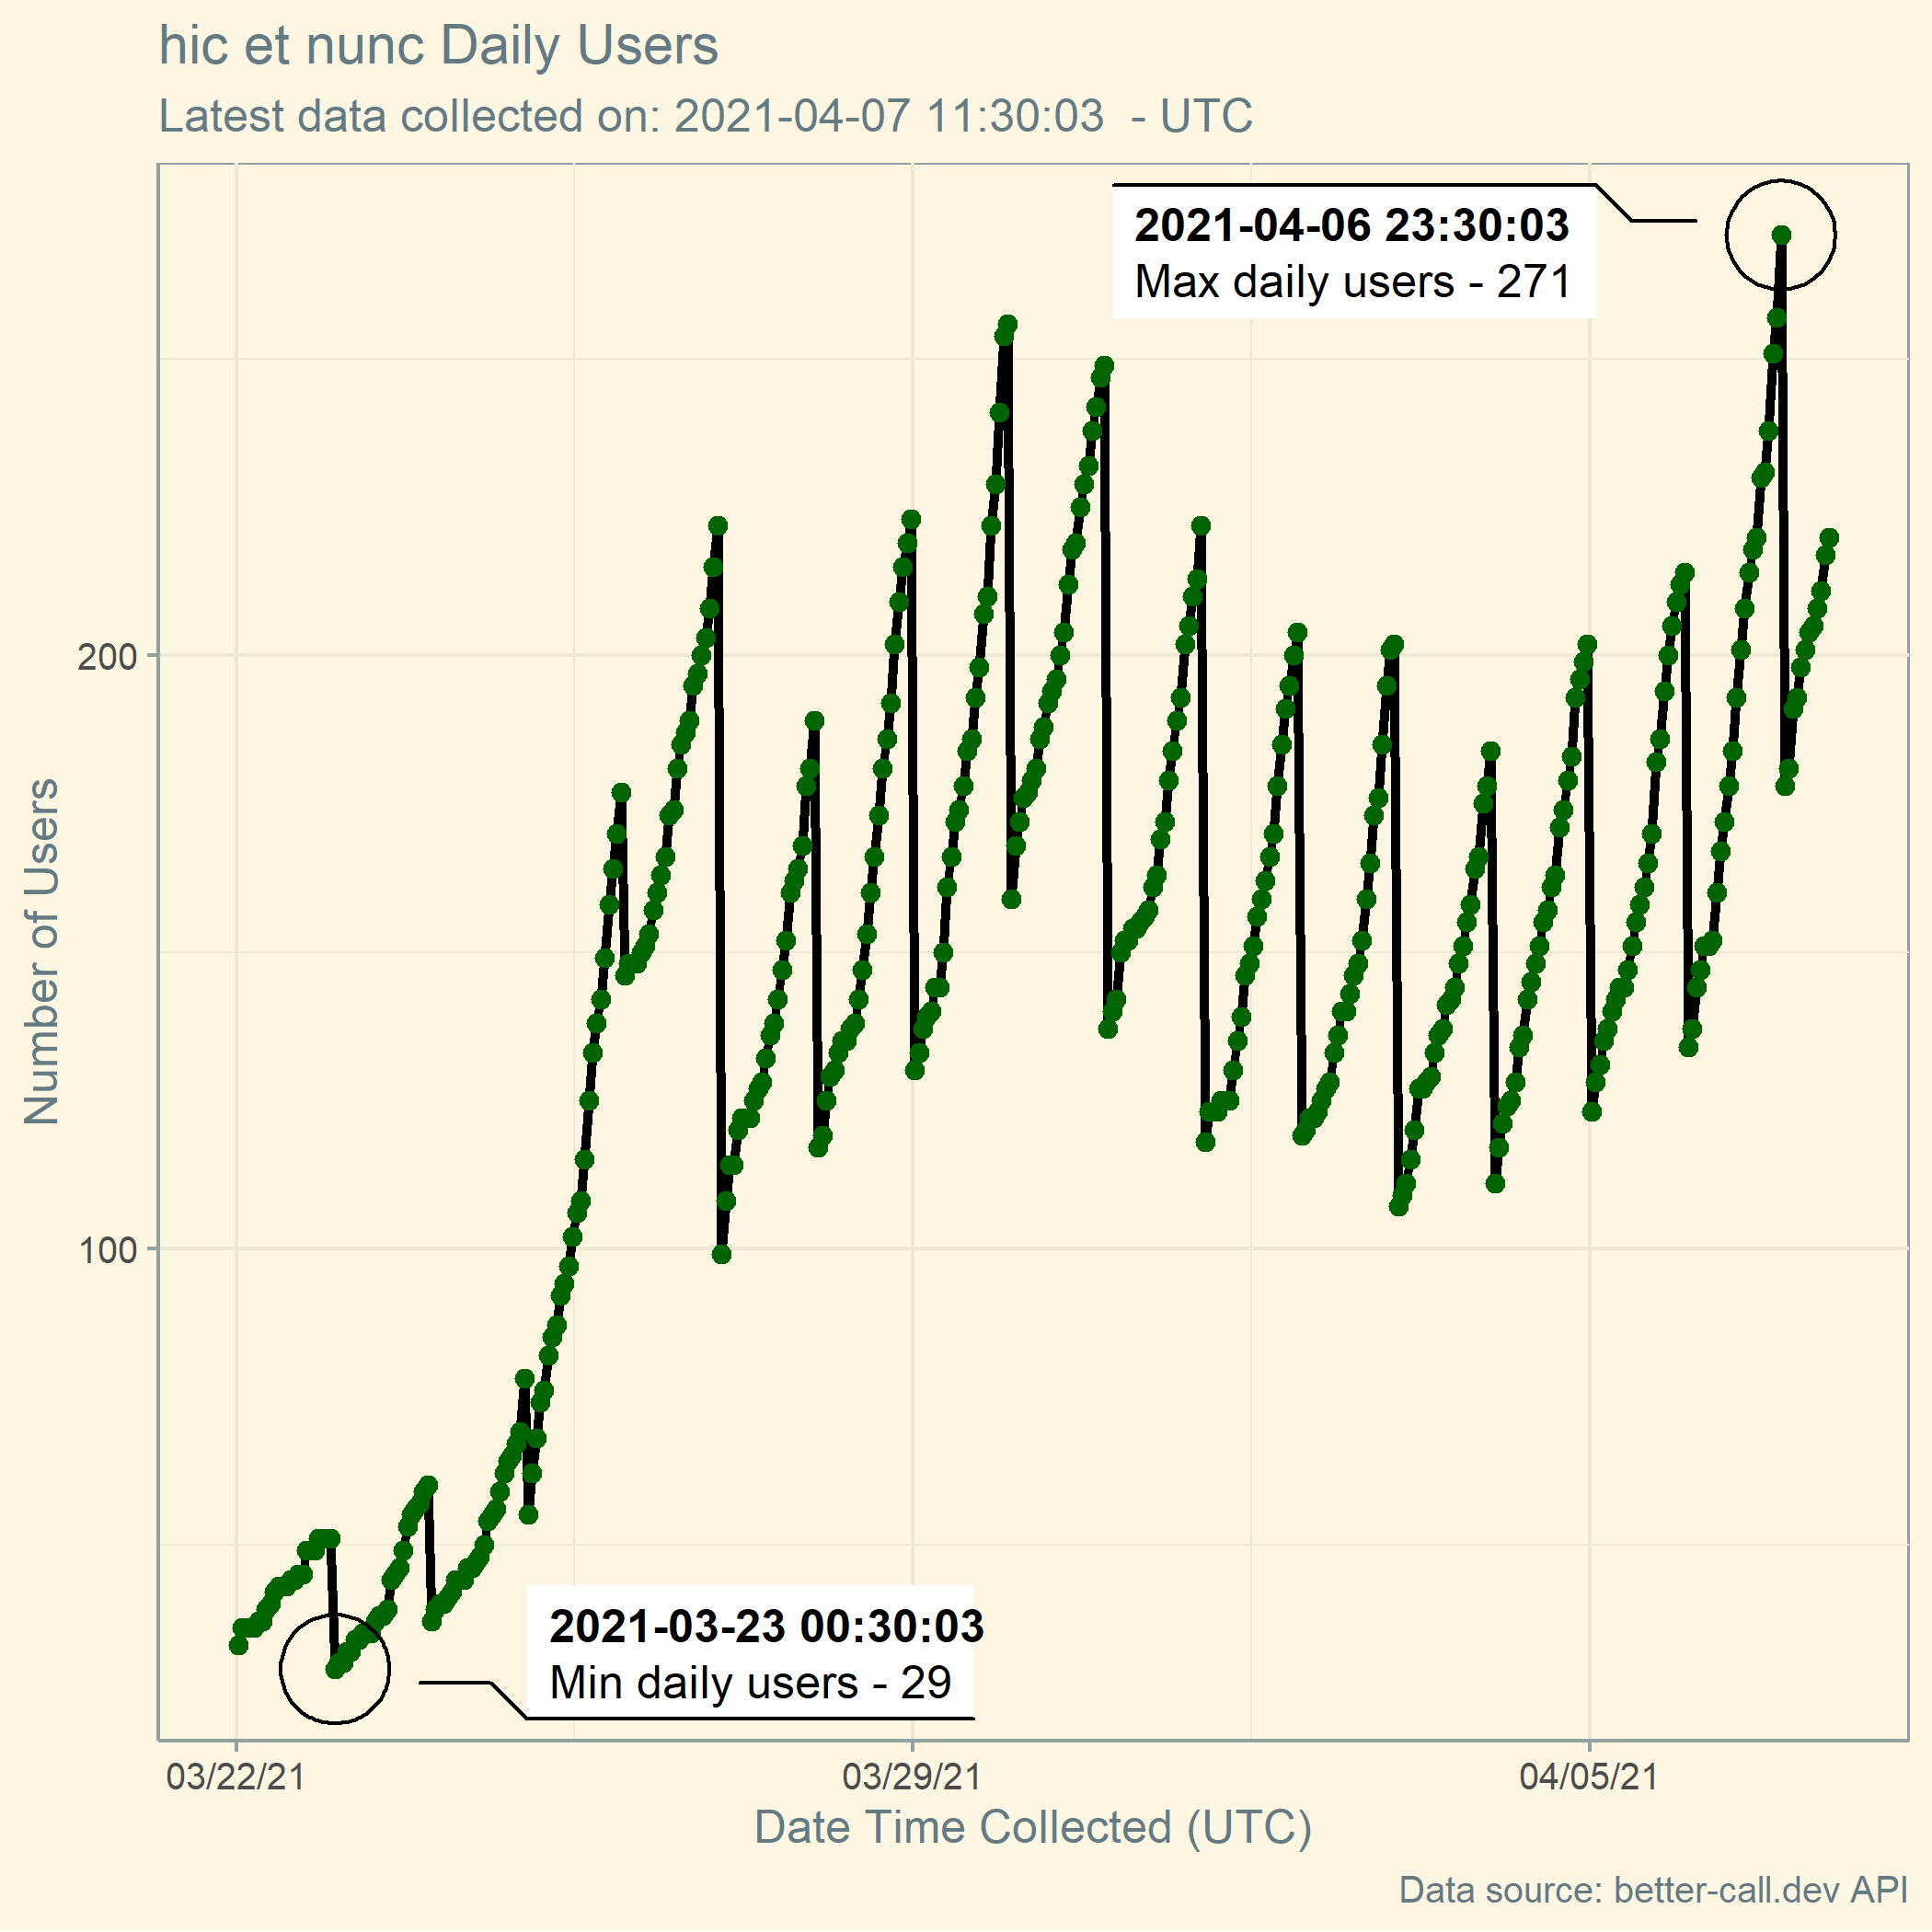 hic et nunc Daily Users
Latest data collected on: 2021-04-07 11:30:03  - UTC
2021-04-06 23:30:03
Max daily users - 271
200
Number of Users
100
2021-03-23 00:30:03
Min daily users - 29
03/22/21
03/29/21
04/05/21
Date Time Collected (UTC)
Data source: better-call.dev API